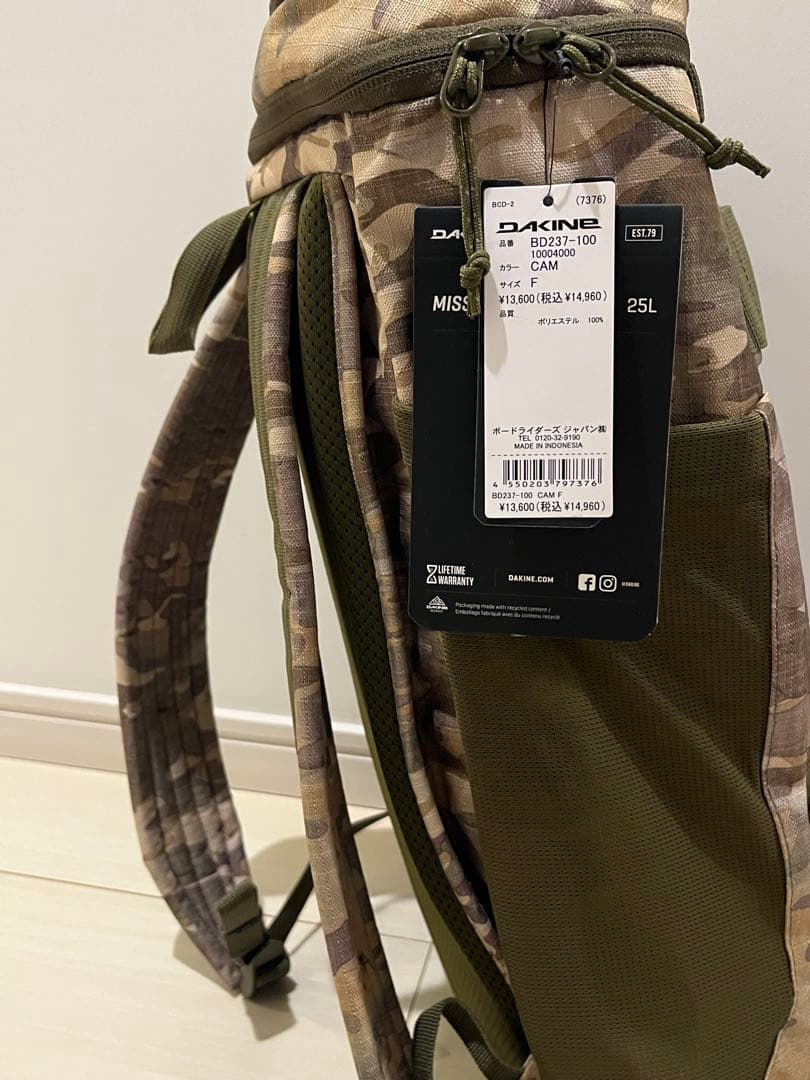 BCD-2 (7376)
DAKINE
品番 BD237-100
10004000
カラー CAM
サイズ F
¥13,600(税込¥14,960)
品質
ポリエステル 100%
ボードライダーズ ジャパン㈱
TEL 0120-32-9190
MADE IN INDONESIA
4 550203 797376
BD237-100 CAM F
¥13,600(税込¥14,960)
DA
EST.79
MISS
25L
LIFETIME
WARRANTY
DAKINE.COM
@DAKINE
DAKINE
Packaging made with recycled content /
Emballage fabriqué avec du contenu recyclé